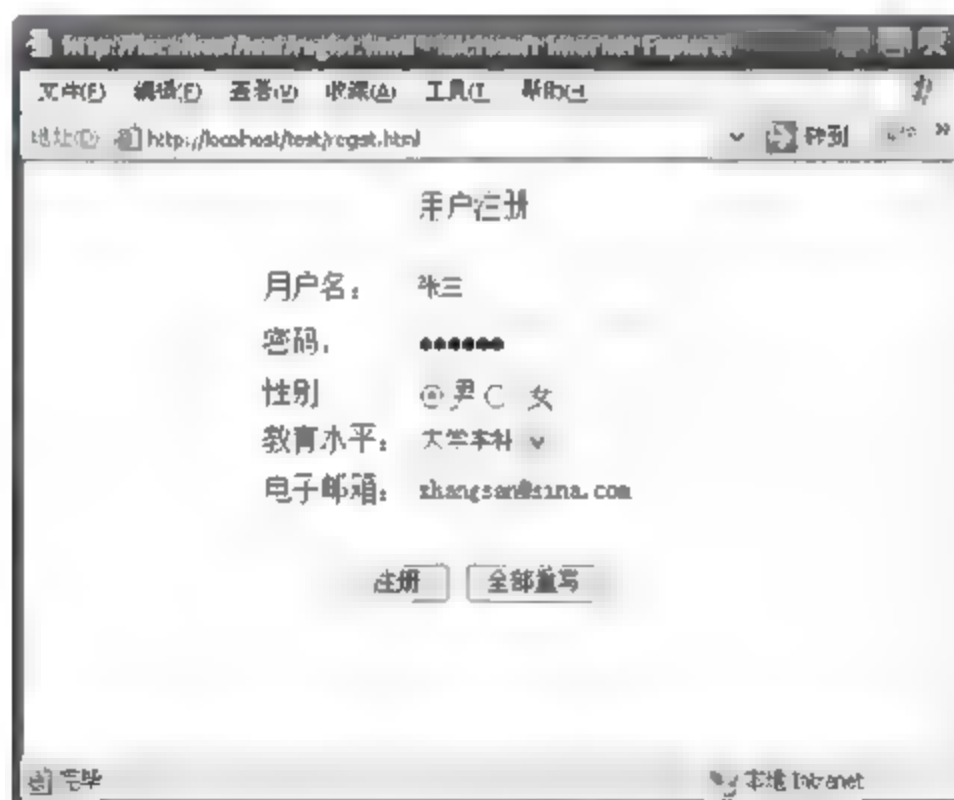 文件(F) 编辑(E) 查看(V) 收藏(A) 工具(T 帮助(H
地址(D) http://localhost/test/regist.html 转到
用户注册
用户名： 张三
密码： ●●●●●●
性别 男 女
教育水平： 大学本科
电子邮箱： zhangsan@sina.com
注册 全部重写
完毕 本地 Intranet